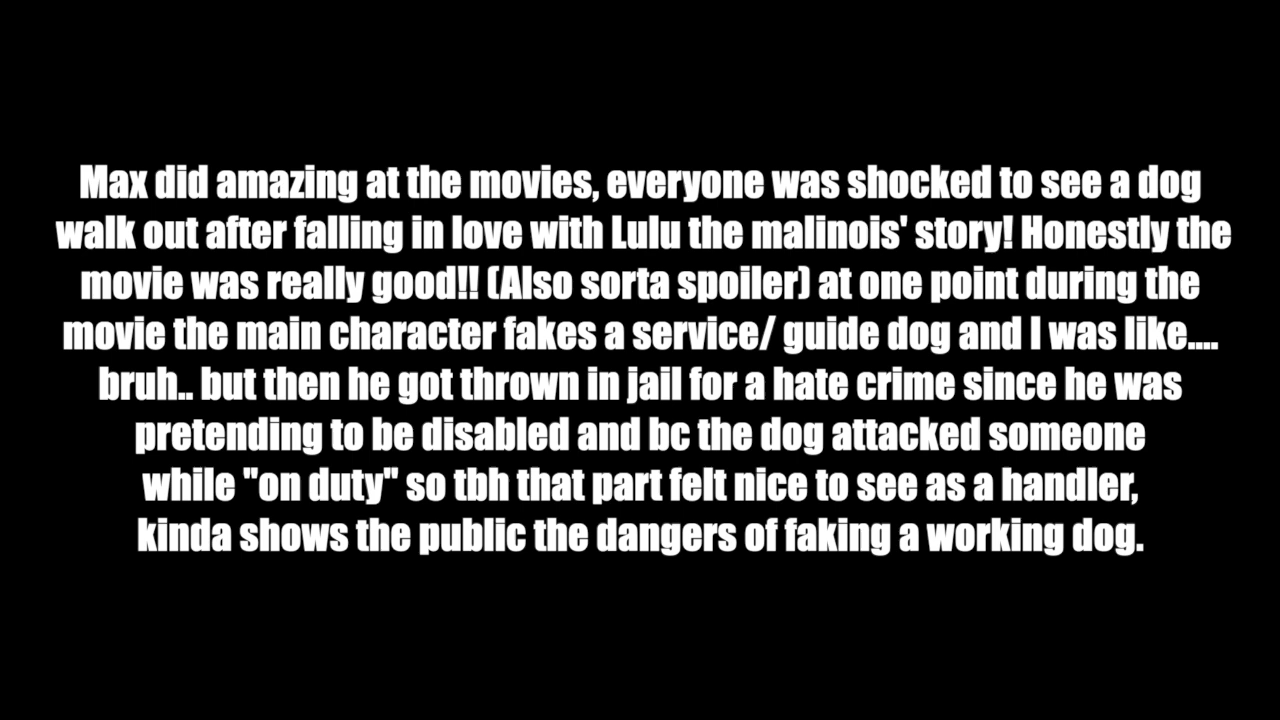 Max did amazing at the movies, everyone was shocked to see a dog
walk out after falling in love with Lulu the malinois' story! Honestly the
movie was really good!! (Also sorta spoiler) at one point during the
movie the main character fakes a service/ guide dog and I was like....
bruh.. but then he got thrown in jail for a hate crime since he was
pretending to be disabled and bc the dog attacked someone
while "on duty" so tbh that part felt nice to see as a handler,
kinda shows the public the dangers of faking a working dog.